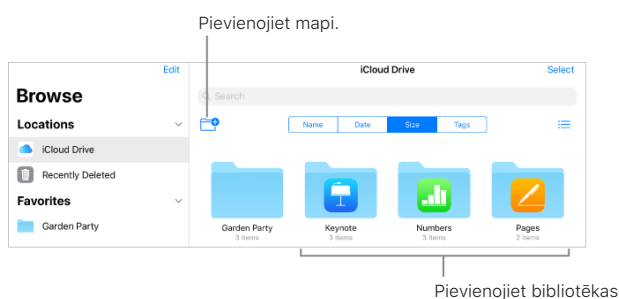 Pievienojiet mapi.
Edit
iCloud Drive
Select
Browse
Search
Locations
Name
Date
Size
Tags
iCloud Drive
Recently Deleted
Favorites
Garden Party
Garden Party
Keynote
Numbers
Pages
3 items
3 items
3 items
2 items
Pievienojiet bibliotēkas